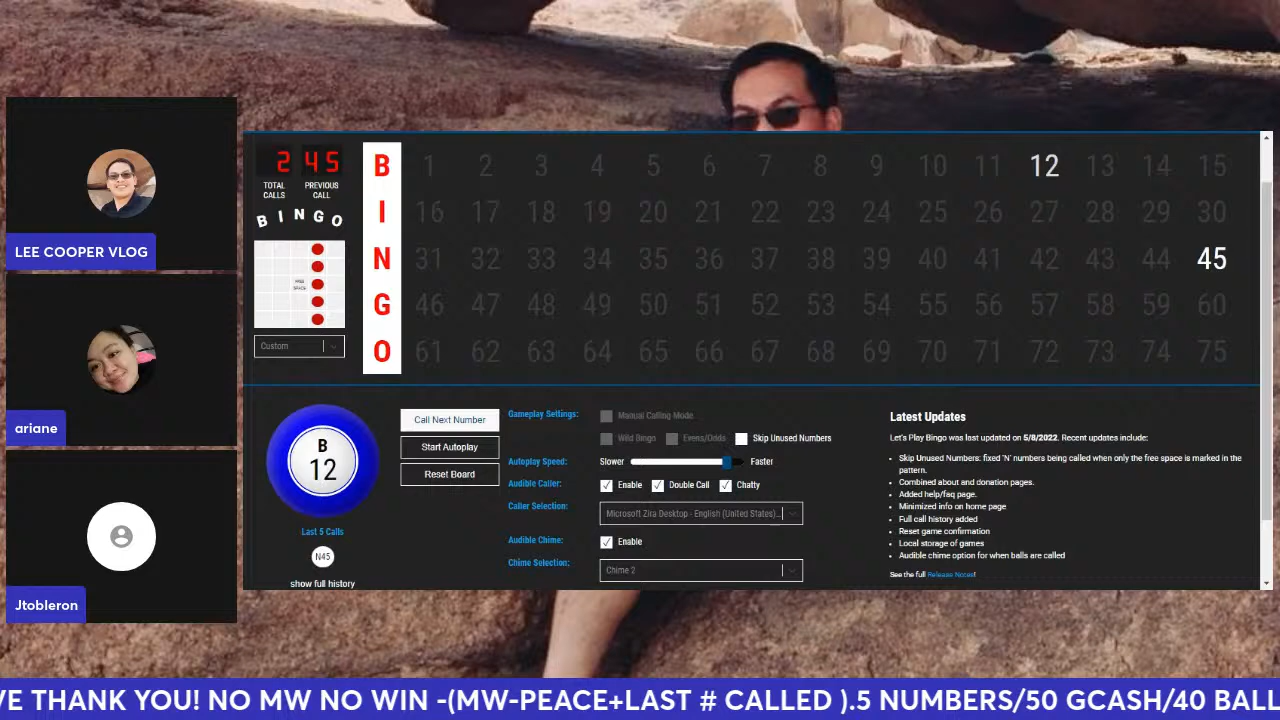 LEE COOPER VLOG
ariane
Jtobleron
2 45
TOTAL CALLS
PREVIOUS CALL
B I N G O
FREE SPACE
Custom
B 1 2 3 4 5 6 7 8 9 10 11 12 13 14 15
I 16 17 18 19 20 21 22 23 24 25 26 27 28 29 30
N 31 32 33 34 35 36 37 38 39 40 41 42 43 44 45
G 46 47 48 49 50 51 52 53 54 55 56 57 58 59 60
O 61 62 63 64 65 66 67 68 69 70 71 72 73 74 75
B
12
Last 5 Calls
N45
show full history
Call Next Number
Start Autoplay
Reset Board
Gameplay Settings:
Manual Calling Mode
Wild Bingo Evens/Odds Skip Unused Numbers
Autoplay Speed: Slower Faster
Audible Caller: Enable Double Call Chatty
Caller Selection: Microsoft Zira Desktop - English (United States)...
Audible Chime: Enable
Chime Selection: Chime 2
Latest Updates
Let's Play Bingo was last updated on 5/8/2022. Recent updates include:
Skip Unused Numbers: fixed 'N' numbers being called when only the free space is marked in the
pattern.
Combined about and donation pages.
Added help/faq page.
Minimized info on home page
Full call history added
Reset game confirmation
Local storage of games
Audible chime option for when balls are called
See the full Release Notes!
VE THANK YOU! NO MW NO WIN -(MW-PEACE+LAST # CALLED ).5 NUMBERS/50 GCASH/40 BALL